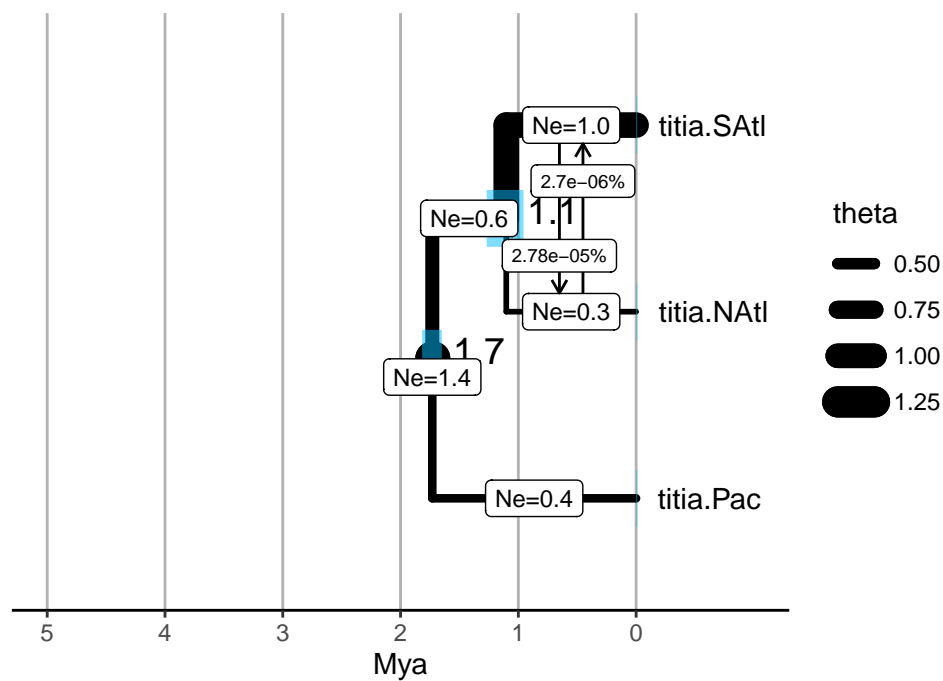 Ne=1.0
titia.SAtl
2.7e−06%
1.1
Ne=0.6
2.78e−05%
Ne=0.3
titia.NAtl
1.7
Ne=1.4
Ne=0.4
titia.Pac
theta
0.50
0.75
1.00
1.25
5 4 3 2 1 0
Mya